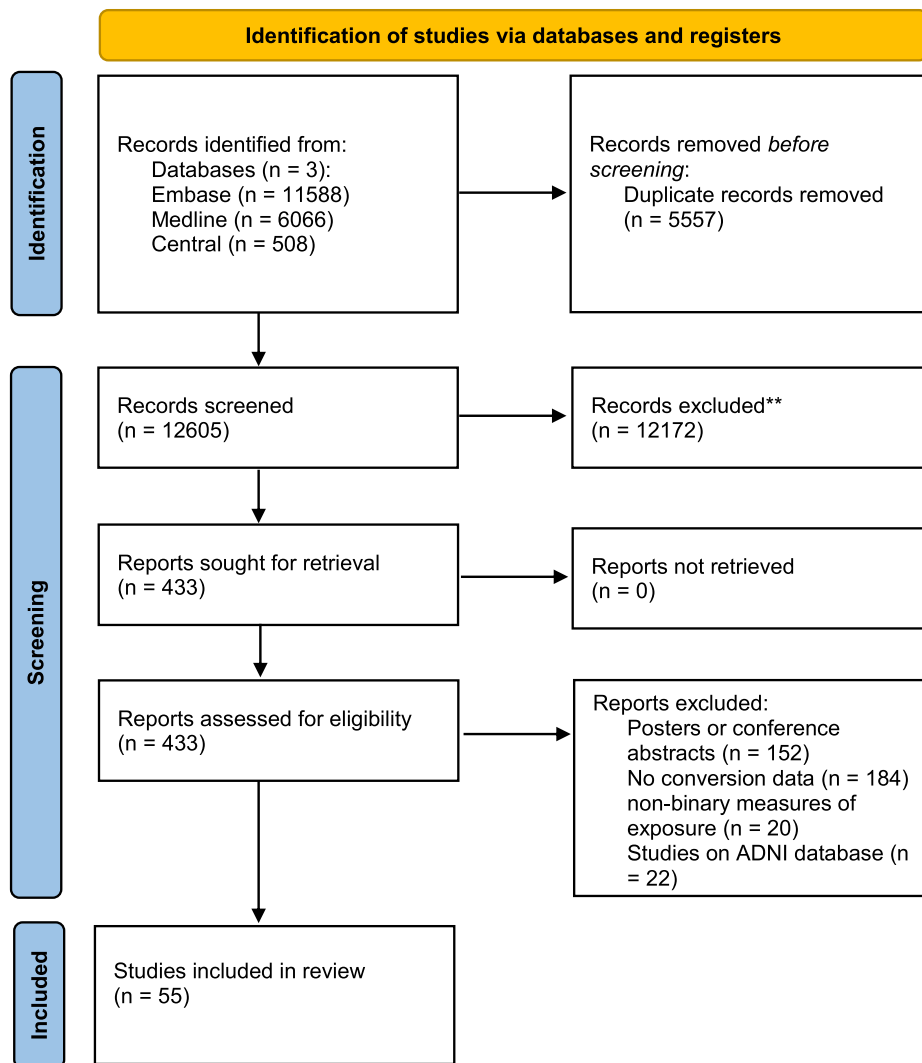 Identification of studies via databases and registers
Identification
Records identified from:
Databases (n = 3):
Embase (n = 11588)
Medline (n = 6066)
Central (n = 508)
Records removed before
screening:
Duplicate records removed
(n = 5557)
Screening
Records screened
(n = 12605)
Records excluded**
(n = 12172)
Reports sought for retrieval
(n = 433)
Reports not retrieved
(n = 0)
Reports assessed for eligibility
(n = 433)
Reports excluded:
Posters or conference
abstracts (n = 152)
No conversion data (n = 184)
non-binary measures of
exposure (n = 20)
Studies on ADNI database (n
= 22)
Included
Studies included in review
(n = 55)